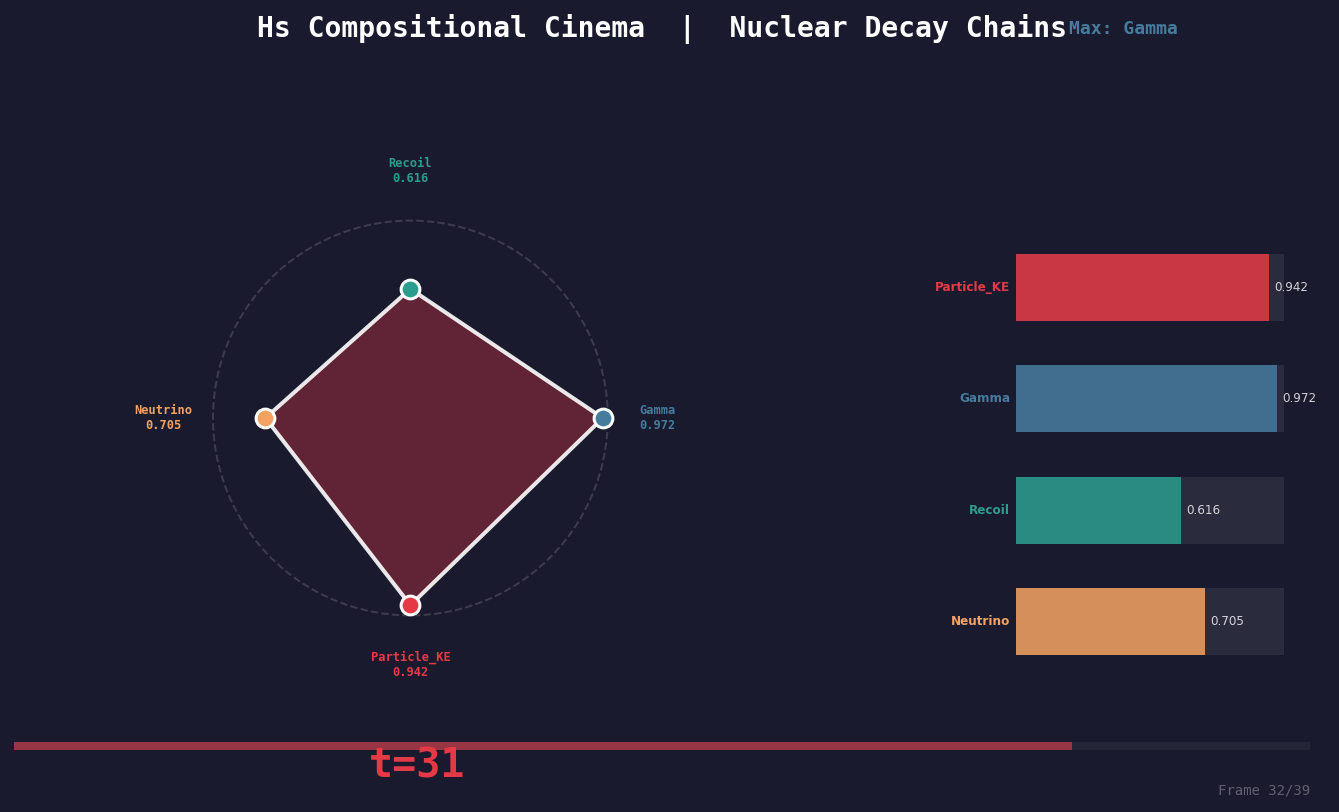 Hs Compositional Cinema  |  Nuclear Decay Chains
Max: Gamma
Recoil
0.616
Neutrino
0.705
Gamma
0.972
Particle_KE
0.942
Particle_KE
0.942
Gamma
0.972
Recoil
0.616
Neutrino
0.705
t=31
Frame 32/39